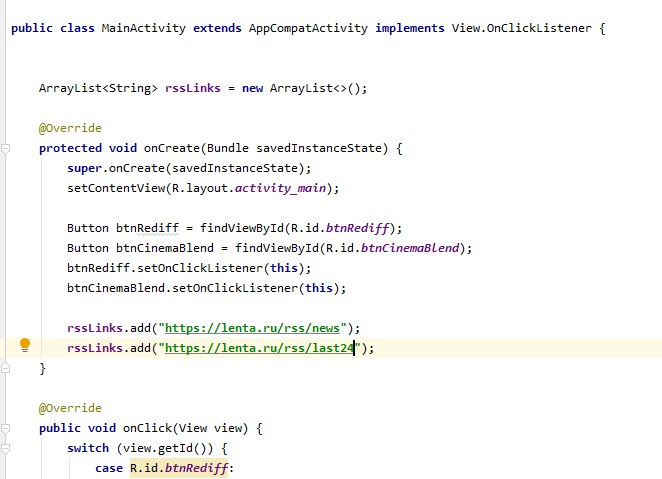 public class MainActivity extends AppCompatActivity implements View.OnClickListener {
ArrayList<String> rssLinks = new ArrayList<>();
@Override
protected void onCreate(Bundle savedInstanceState) {
super.onCreate(savedInstanceState);
setContentView(R.layout.activity_main);
Button btnRediff = findViewById(R.id.btnRediff);
Button btnCinemaBlend = findViewById(R.id.btnCinemaBlend);
btnRediff.setOnClickListener(this);
btnCinemaBlend.setOnClickListener(this);
rssLinks.add("https://lenta.ru/rss/news");
rssLinks.add("https://lenta.ru/rss/last24");
}
@Override
public void onClick(View view) {
switch (view.getId()) {
case R.id.btnRediff: